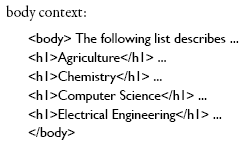 body context:
<body> The following list describes ...
<h1>Agriculture</h1> ...
<h1>Chemistry</h1> ...
<h1>Computer Science</h1> ...
<h1>Electrical Engineering</h1> ...
</body>